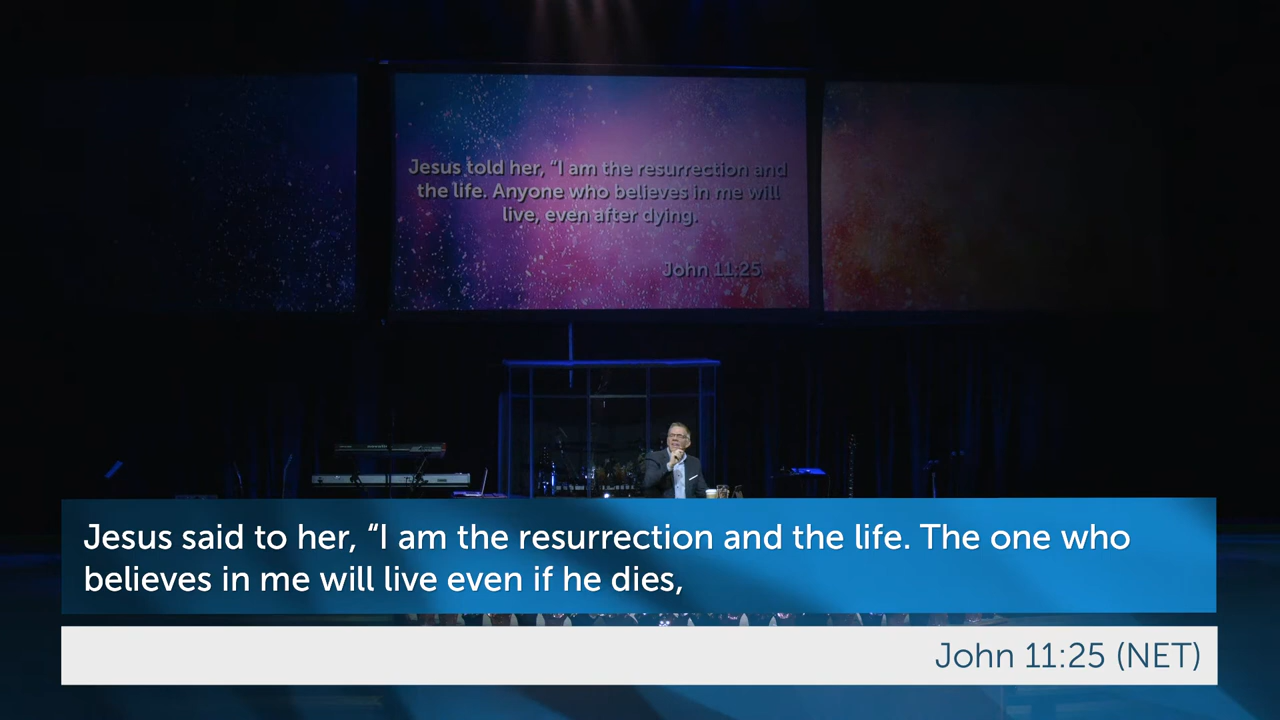 Jesus told her, “I am the resurrection and
the life. Anyone who believes in me will
live, even after dying.
John 11:25
Jesus said to her, “I am the resurrection and the life. The one who
believes in me will live even if he dies,
John 11:25 (NET)